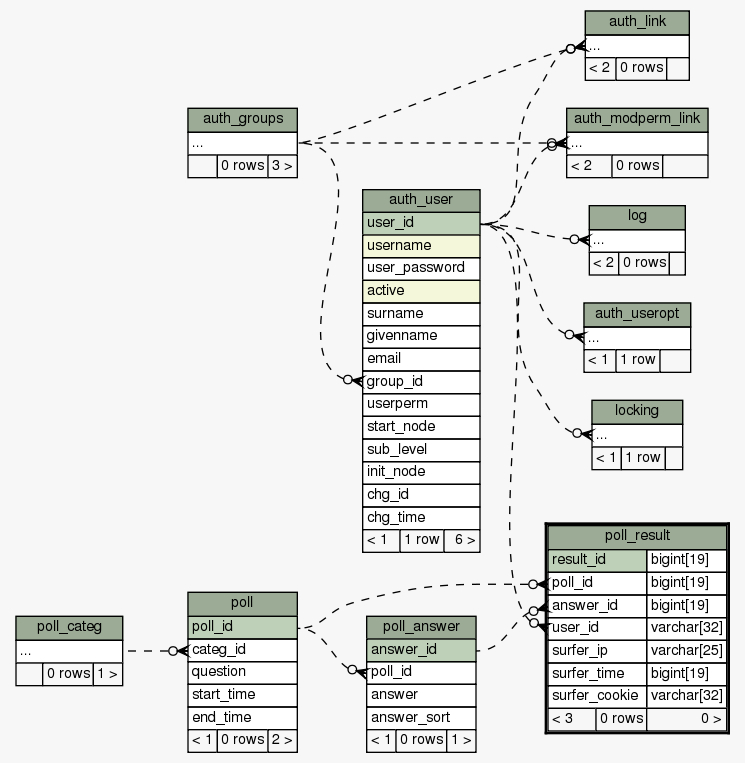 auth_link
...
< 2 0 rows
auth_groups
...
0 rows 3 >
auth_modperm_link
...
< 2 0 rows
auth_user
user_id
username
user_password
active
surname
givenname
email
group_id
userperm
start_node
sub_level
init_node
chg_id
chg_time
< 1 1 row 6 >
log
...
< 2 0 rows
auth_useropt
...
< 1 1 row
locking
...
< 1 1 row
poll_result
result_id bigint[19]
poll_id bigint[19]
answer_id bigint[19]
user_id varchar[32]
surfer_ip varchar[25]
surfer_time bigint[19]
surfer_cookie varchar[32]
< 3 0 rows 0 >
poll
poll_id
categ_id
question
start_time
end_time
< 1 0 rows 2 >
poll_categ
...
0 rows 1 >
poll_answer
answer_id
poll_id
answer
answer_sort
< 1 0 rows 1 >